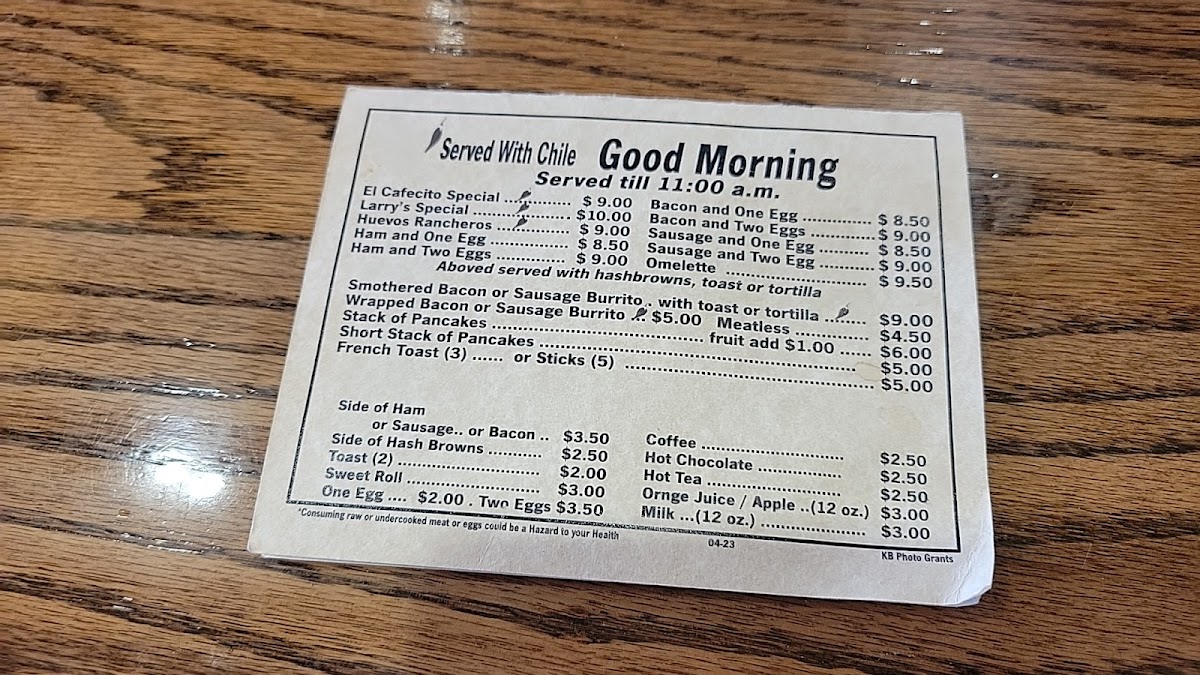 Served With Chile Good Morning
Served till 11:00 a.m.
El Cafecito Special ............ $ 9.00
Larry's Special .................. $10.00
Huevos Rancheros ............ $ 9.00
Ham and One Egg .............. $ 8.50
Ham and Two Eggs ............ $ 9.00
Bacon and One Egg ............ $ 8.50
Bacon and Two Eggs ........... $ 9.00
Sausage and One Egg ......... $ 8.50
Sausage and Two Egg .......... $ 9.00
Omelette ........................ $ 9.50
Aboved served with hashbrowns, toast or tortilla
Smothered Bacon or Sausage Burrito.. with toast or tortilla ........ $9.00
Wrapped Bacon or Sausage Burrito ... $5.00 Meatless ............ $4.50
Stack of Pancakes .................................... fruit add $1.00 ...... $6.00
Short Stack of Pancakes ...................................................... $5.00
French Toast (3) ...... or Sticks (5) ............................................ $5.00
Side of Ham
or Sausage.. or Bacon .. $3.50
Side of Hash Browns .......... $2.50
Toast (2) .......................... $2.00
Sweet Roll ........................ $3.00
One Egg .... $2.00 . Two Eggs $3.50
Coffee .......................... $2.50
Hot Chocolate ............... $2.50
Hot Tea ......................... $2.50
Ornge Juice / Apple ..(12 oz.) $3.00
Milk ...(12 oz.) ................... $3.00
*Consuming raw or undercooked meat or eggs could be a Hazard to your Health
04-23
KB Photo Grants